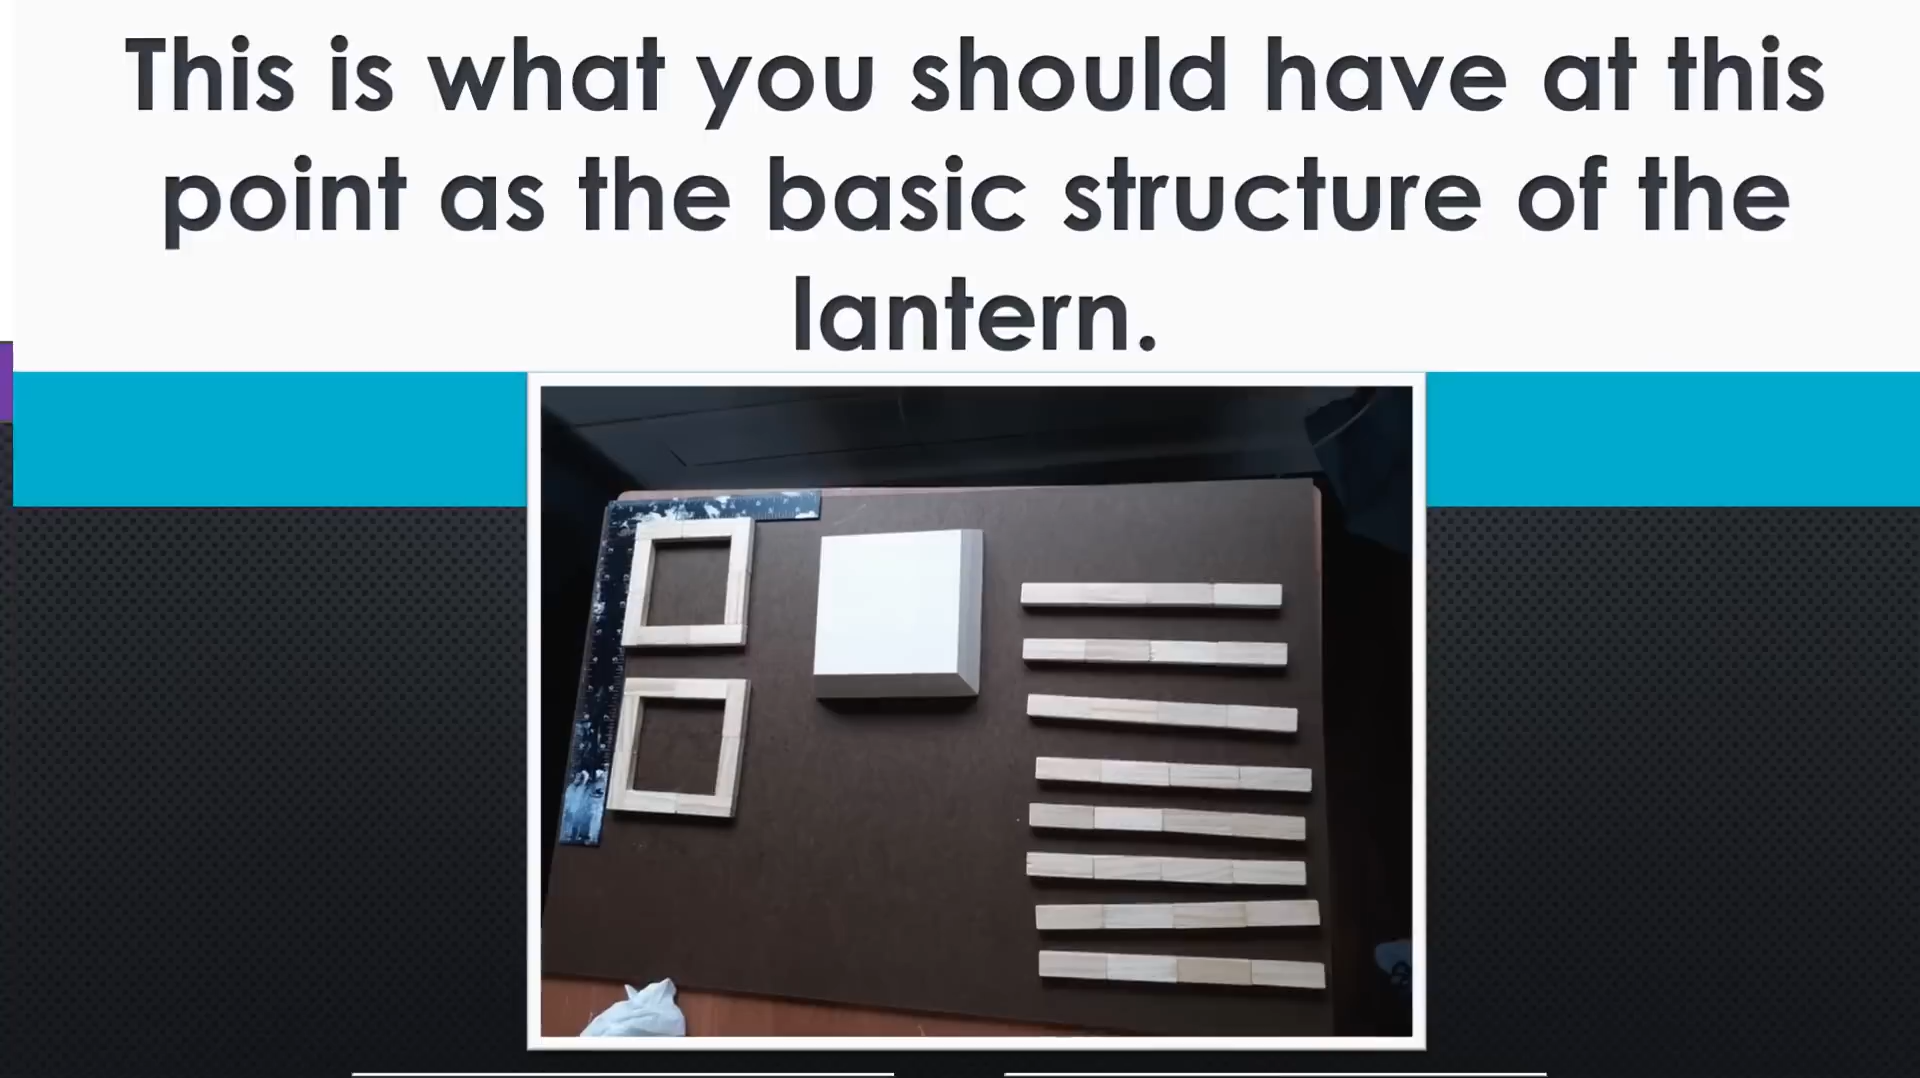 This is what you should have at this
point as the basic structure of the
lantern.